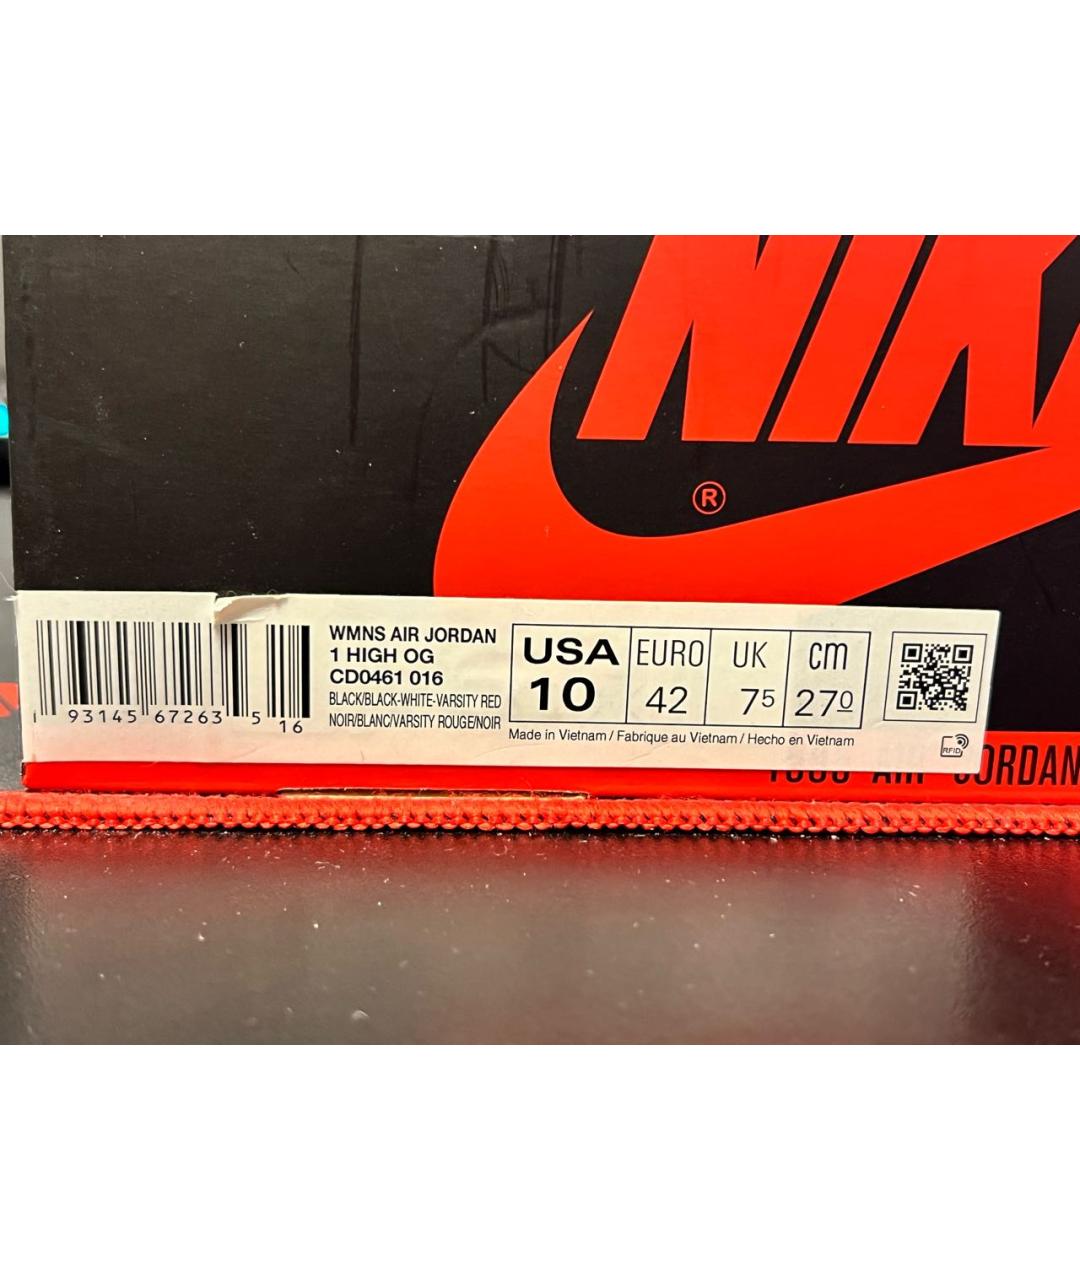 NIK
®
WMNS AIR JORDAN
1 HIGH OG
CD0461 016
BLACK/BLACK-WHITE-VARSITY RED
NOIR/BLANC/VARSITY ROUGE/NOIR
93145 67263 5
16
USA EURO UK cm
10 42 75 270
Made in Vietnam / Fabrique au Vietnam / Hecho en Vietnam
RFID
AIR JORDAN